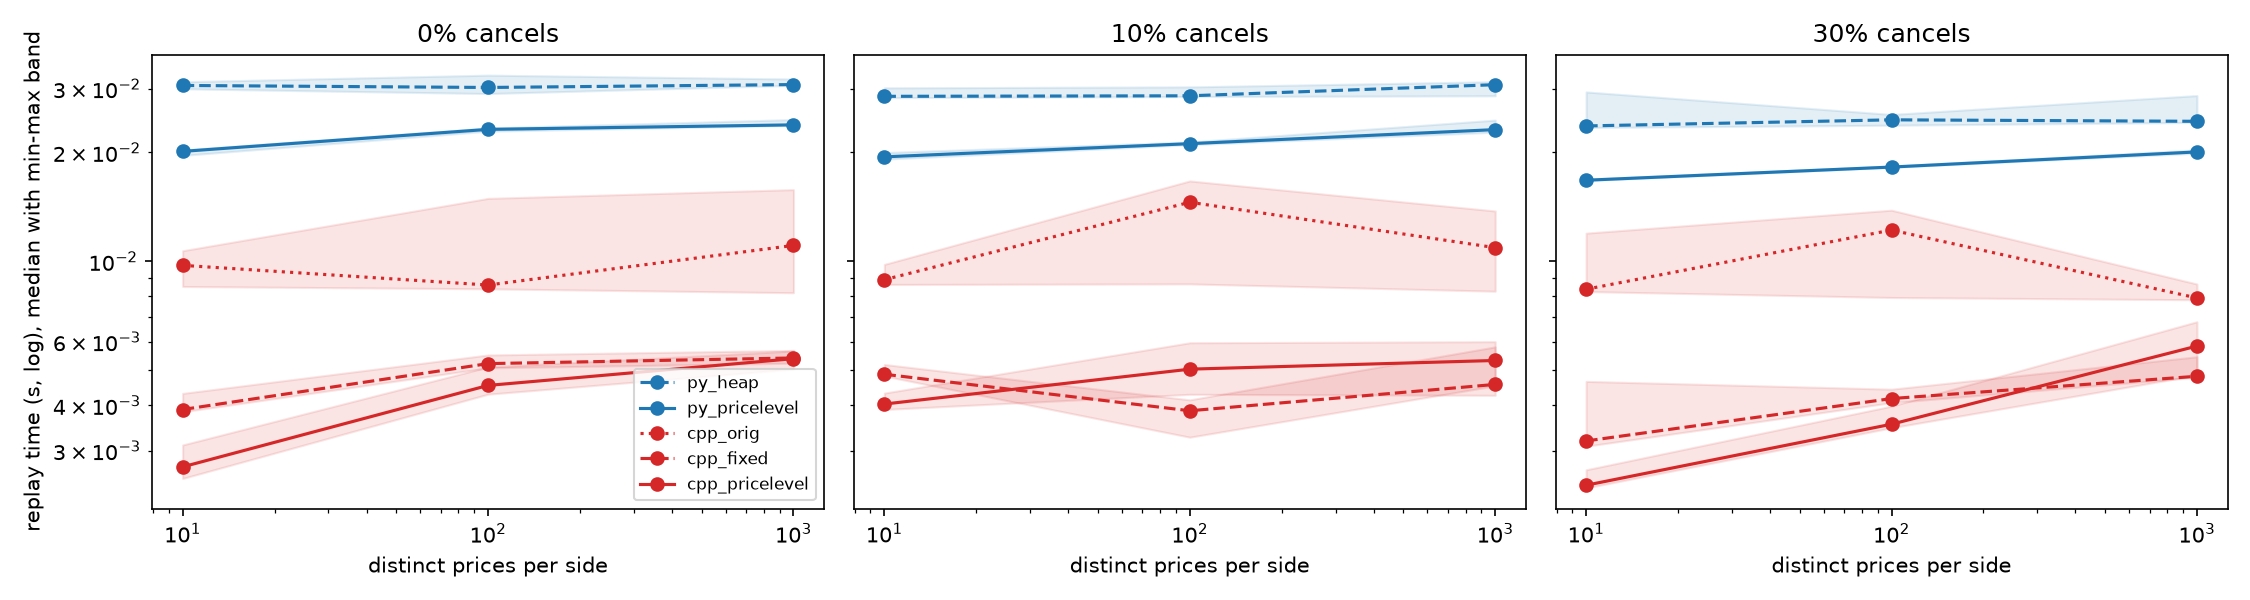 0% cancels
10% cancels
30% cancels
replay time (s, log), median with min-max band
3 × 10⁻²
2 × 10⁻²
10⁻²
6 × 10⁻³
4 × 10⁻³
3 × 10⁻³
py_heap
py_pricelevel
cpp_orig
cpp_fixed
cpp_pricelevel
10¹ 10² 10³
10¹ 10² 10³
10¹ 10² 10³
distinct prices per side
distinct prices per side
distinct prices per side